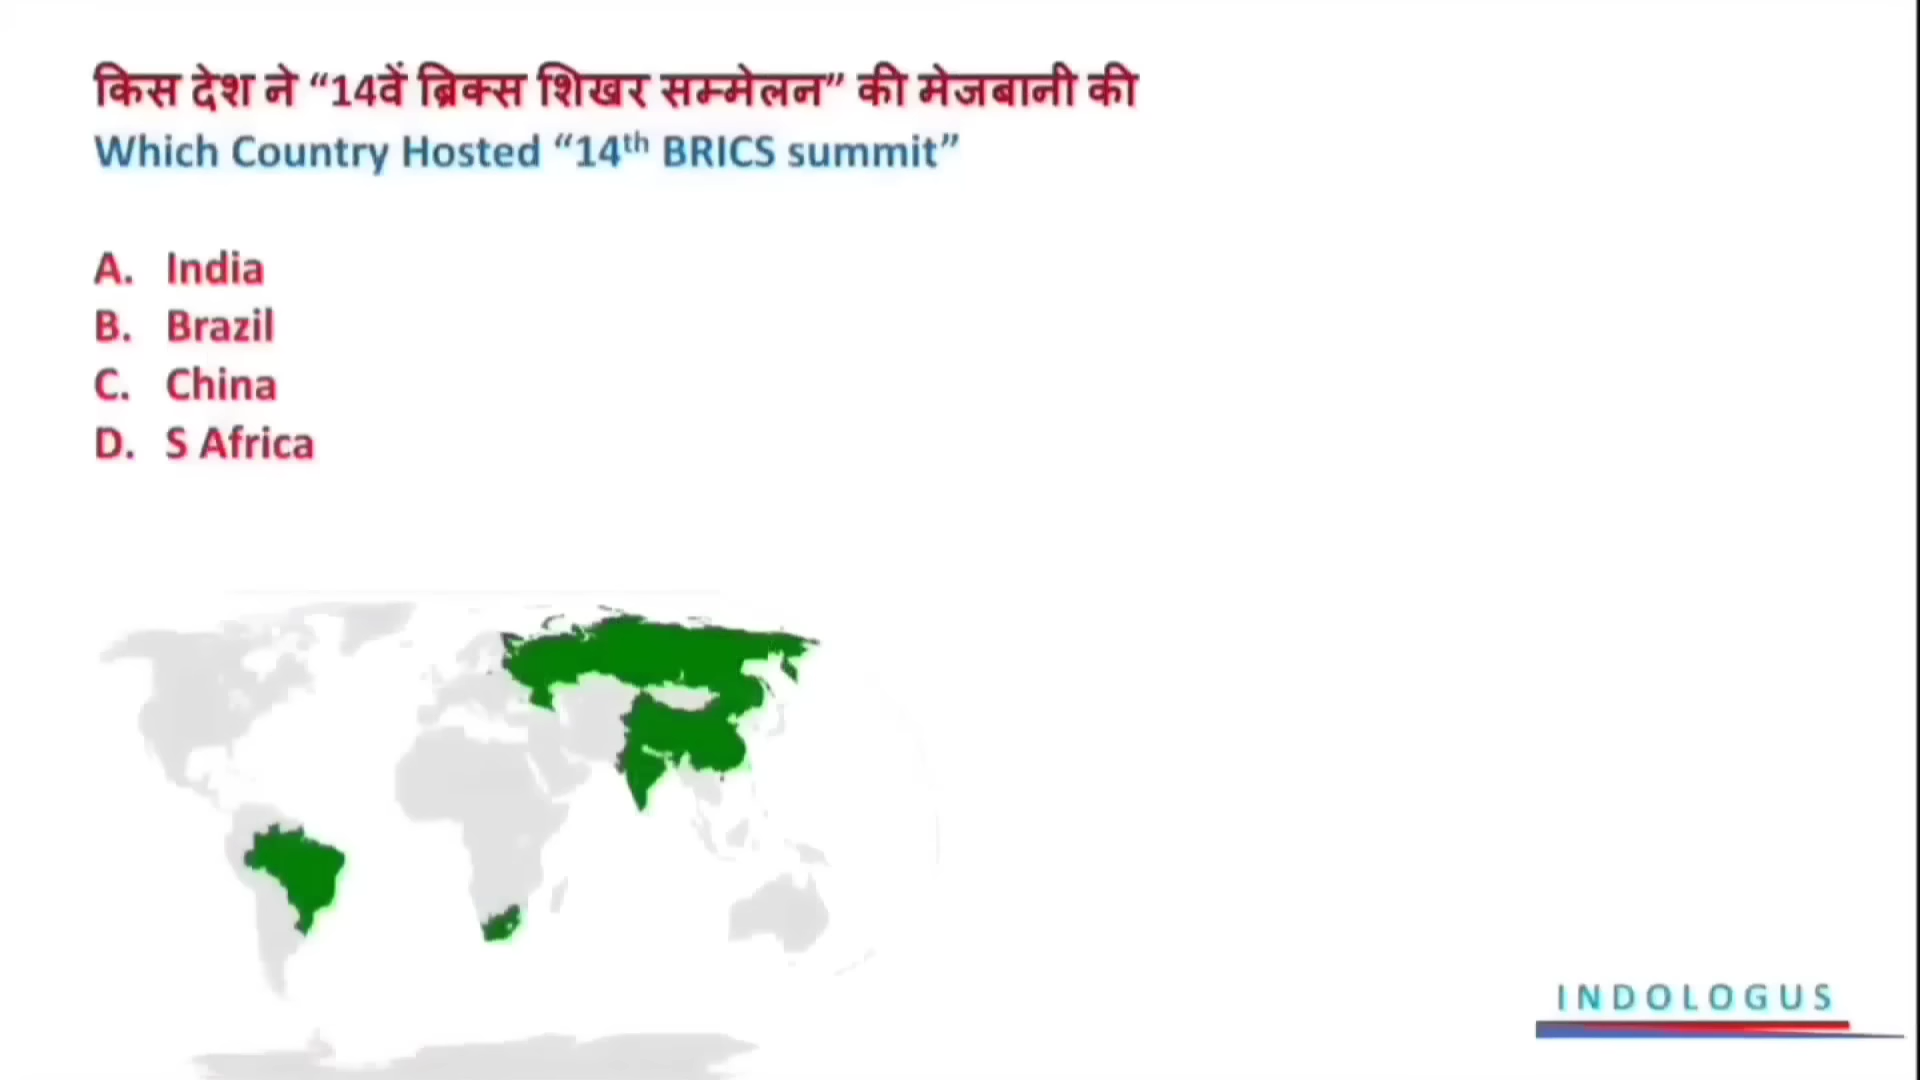 किस देश ने “14वें ब्रिक्स शिखर सम्मेलन” की मेजबानी की
Which Country Hosted “14th BRICS summit”
A. India
B. Brazil
C. China
D. S Africa
INDOLOGUS